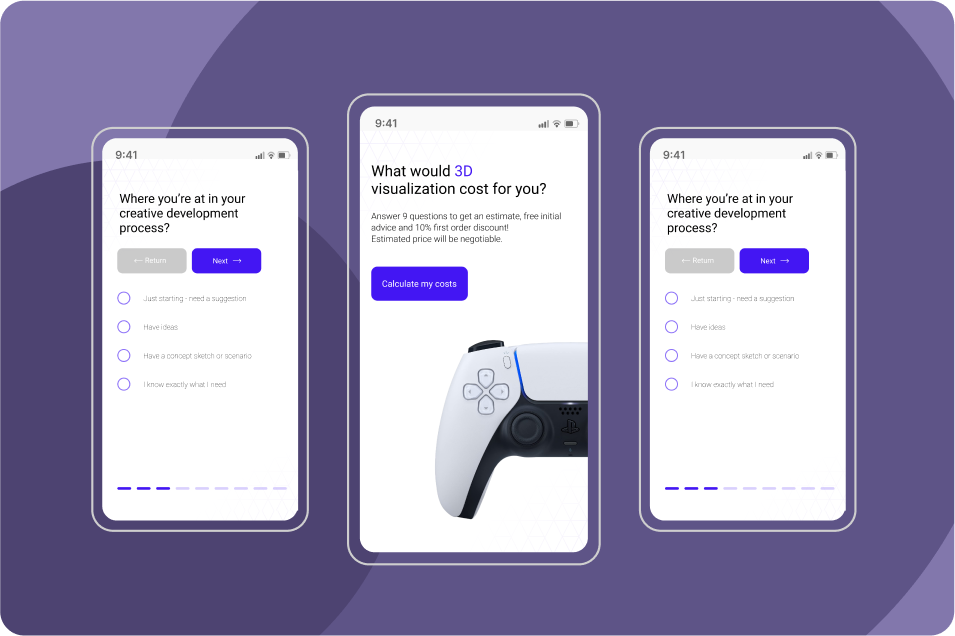 9:41
Where you're at in your
creative development
process?
← Return
Next →
Just starting - need a suggestion
Have ideas
Have a concept sketch or scenario
I know exactly what I need
9:41
What would 3D
visualization cost for you?
Answer 9 questions to get an estimate, free initial
advice and 10% first order discount!
Estimated price will be negotiable.
Calculate my costs
9:41
Where you're at in your
creative development
process?
← Return
Next →
Just starting - need a suggestion
Have ideas
Have a concept sketch or scenario
I know exactly what I need